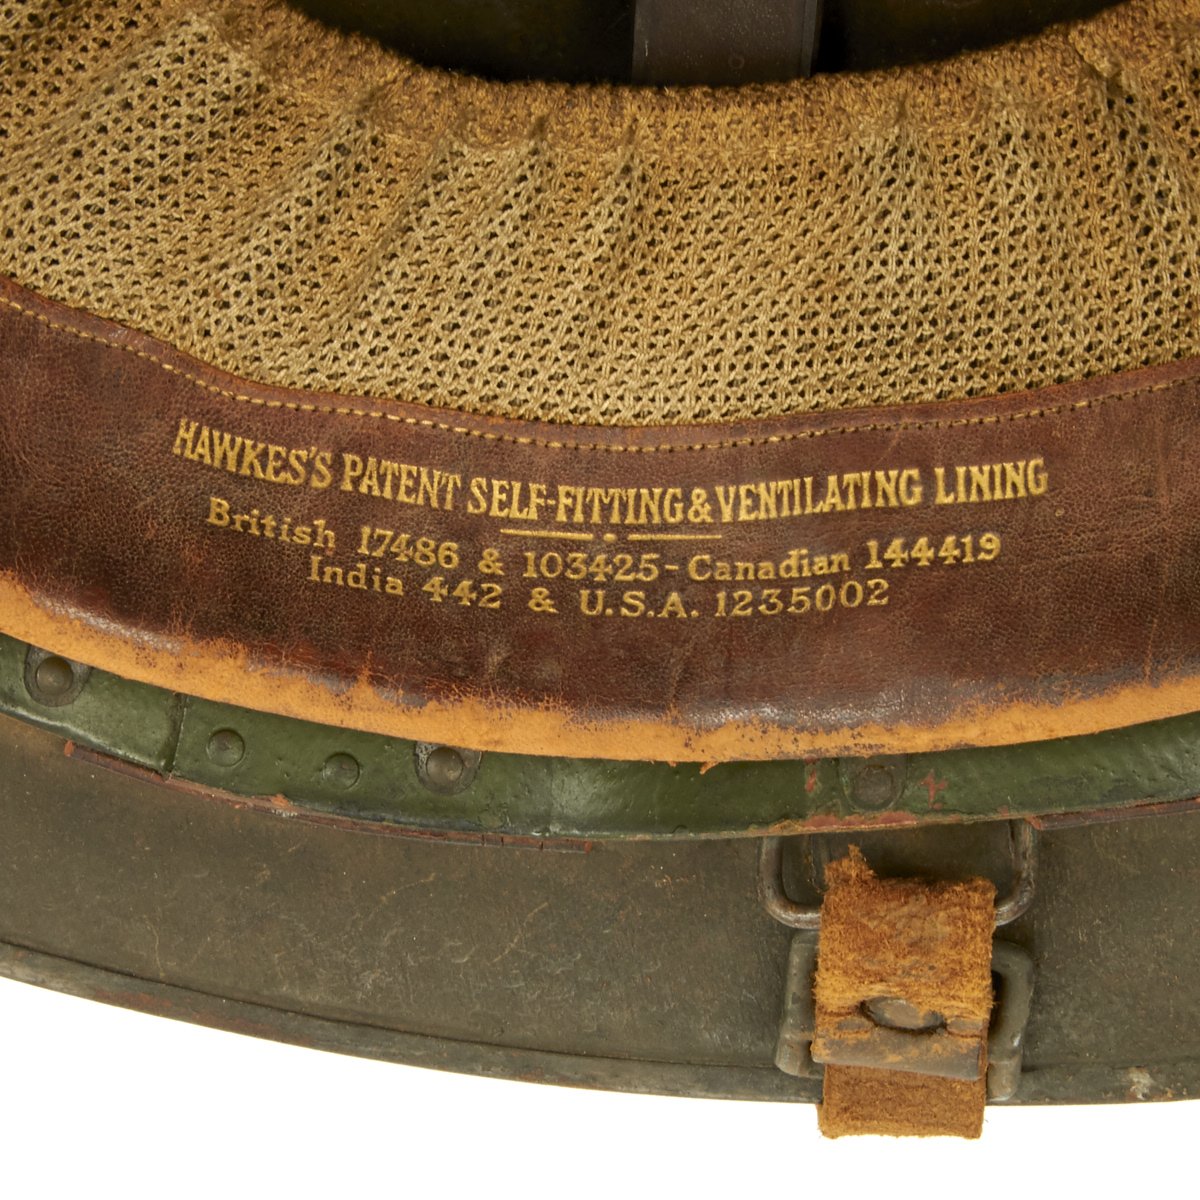 HAWKES'S PATENT SELF-FITTING & VENTILATING LINING
British 17486 & 103425 - Canadian 144419
India 442 & U.S.A. 1235002